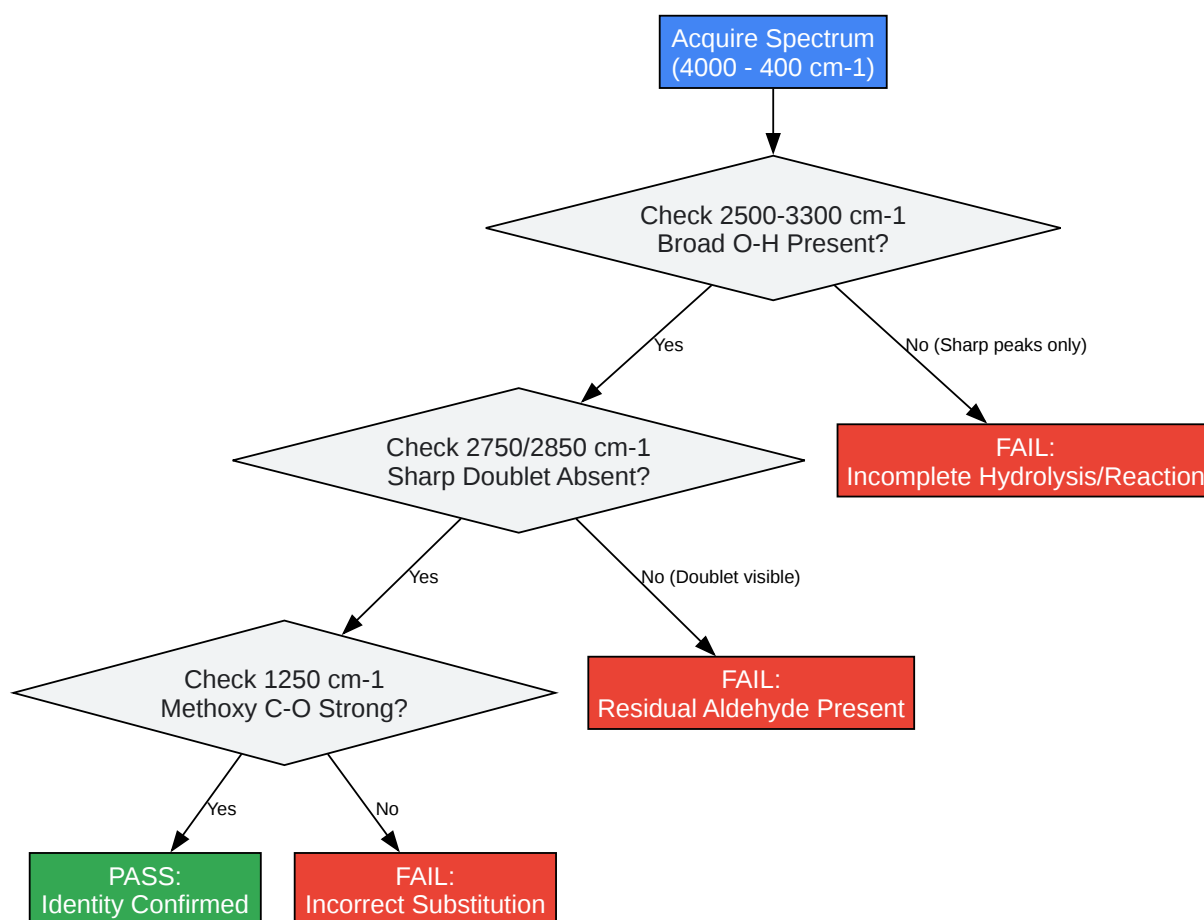 Acquire Spectrum
(4000 - 400 cm-1)
Check 2500-3300 cm-1
Broad O-H Present?
Yes
No (Sharp peaks only)
Check 2750/2850 cm-1
Sharp Doublet Absent?
FAIL:
Incomplete Hydrolysis/Reaction
Yes
No (Doublet visible)
Check 1250 cm-1
Methoxy C-O Strong?
FAIL:
Residual Aldehyde Present
Yes
No
PASS:
Identity Confirmed
FAIL:
Incorrect Substitution